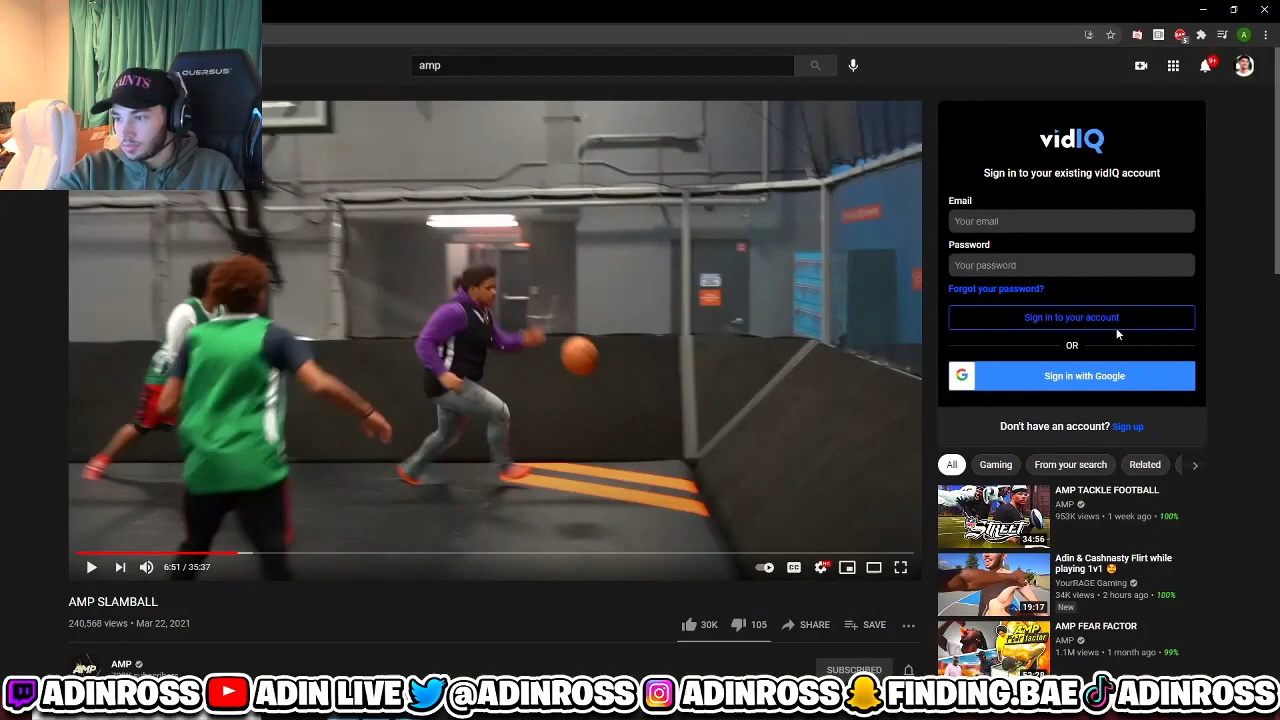 amp
9+
QUERSUS
vidIQ
Sign in to your existing vidIQ account
Email
Your email
Password
Your password
Forgot your password?
Sign in to your account
OR
Sign in with Google
Don't have an account? Sign up
All Gaming From your search Related
AMP TACKLE FOOTBALL
AMP
953K views • 1 week ago • 100%
STREET
34:56
Adin & Cashnasty Flirt while
playing 1v1 😍
YourRAGE Gaming
34K views • 2 hours ago • 100%
New
19:17
AMP FEAR FACTOR
AMP
1.1M views • 1 month ago • 99%
6:51 / 35:37
AMP SLAMBALL
240,568 views • Mar 22, 2021
30K 105 SHARE SAVE
AMP
SUBSCRIBED
ADINROSS ADIN LIVE @ADINROSS ADINROSS FINDING.BAE ADINROSS